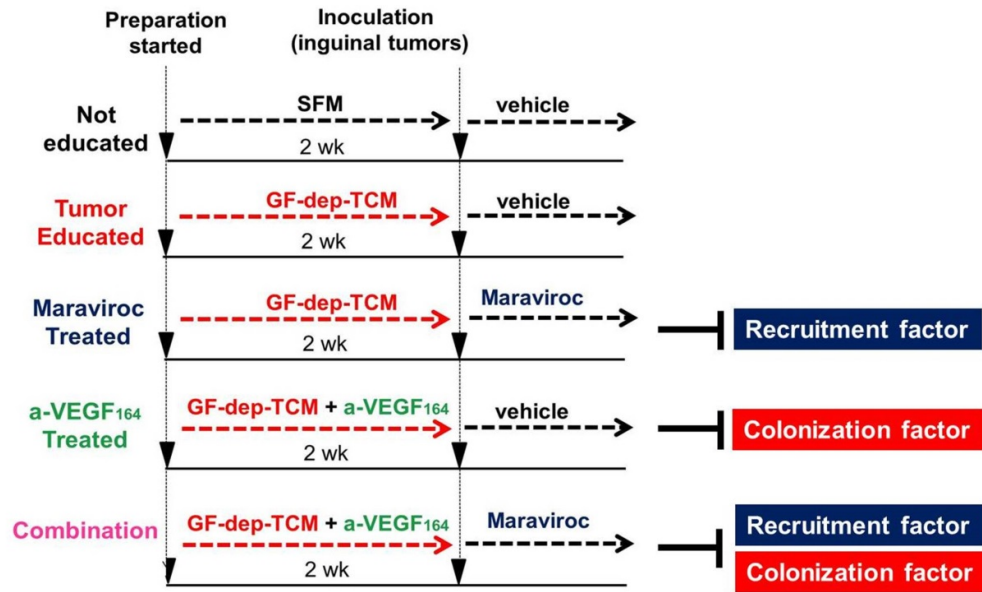 Preparation
started
Inoculation
(inguinal tumors)
Not
educated
SFM
vehicle
2 wk
Tumor
Educated
GF-dep-TCM
vehicle
2 wk
Maraviroc
Treated
GF-dep-TCM
Maraviroc
2 wk
Recruitment factor
a-VEGF₁₆₄
Treated
GF-dep-TCM + a-VEGF₁₆₄
vehicle
2 wk
Colonization factor
Combination
GF-dep-TCM + a-VEGF₁₆₄
Maraviroc
2 wk
Recruitment factor
Colonization factor